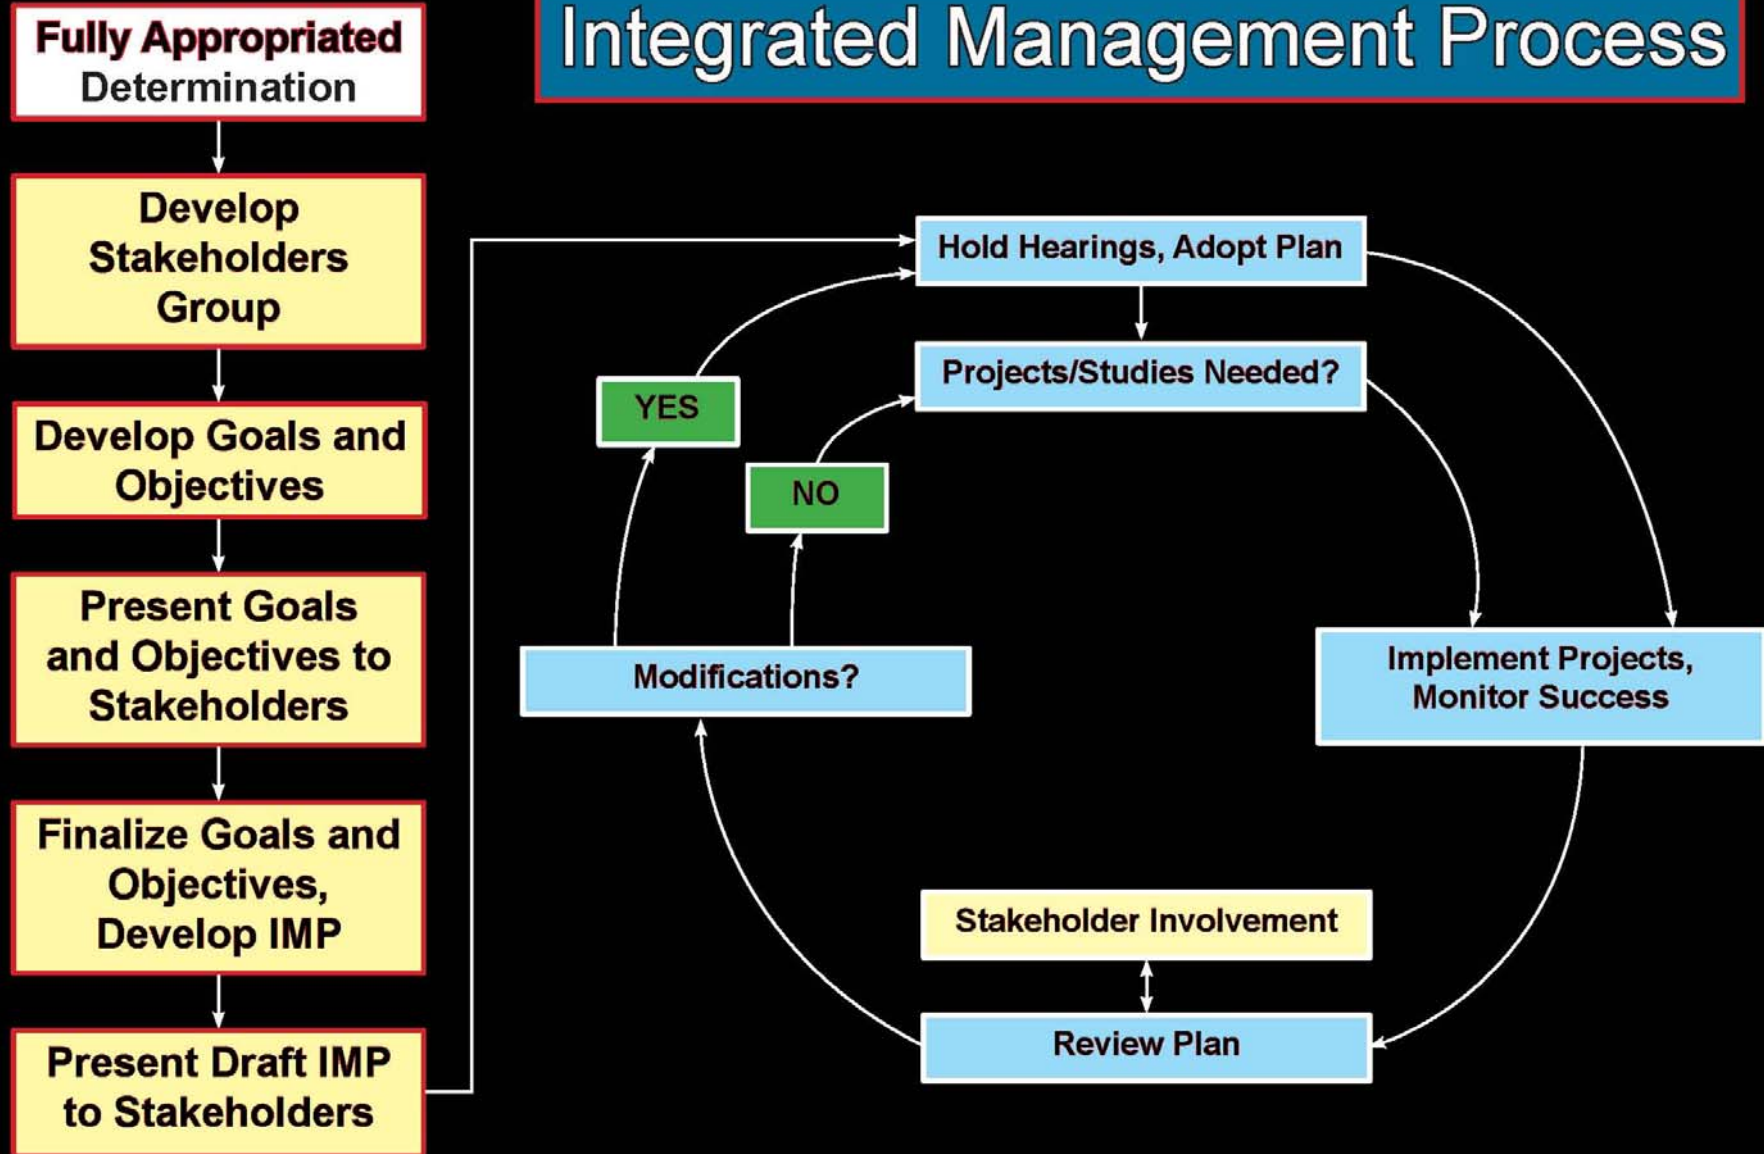 Integrated Management Process
Fully Appropriated
Determination
Develop
Stakeholders
Group
Develop Goals and
Objectives
Present Goals
and Objectives to
Stakeholders
Finalize Goals and
Objectives,
Develop IMP
Present Draft IMP
to Stakeholders
Hold Hearings, Adopt Plan
Projects/Studies Needed?
YES
NO
Modifications?
Implement Projects,
Monitor Success
Stakeholder Involvement
Review Plan